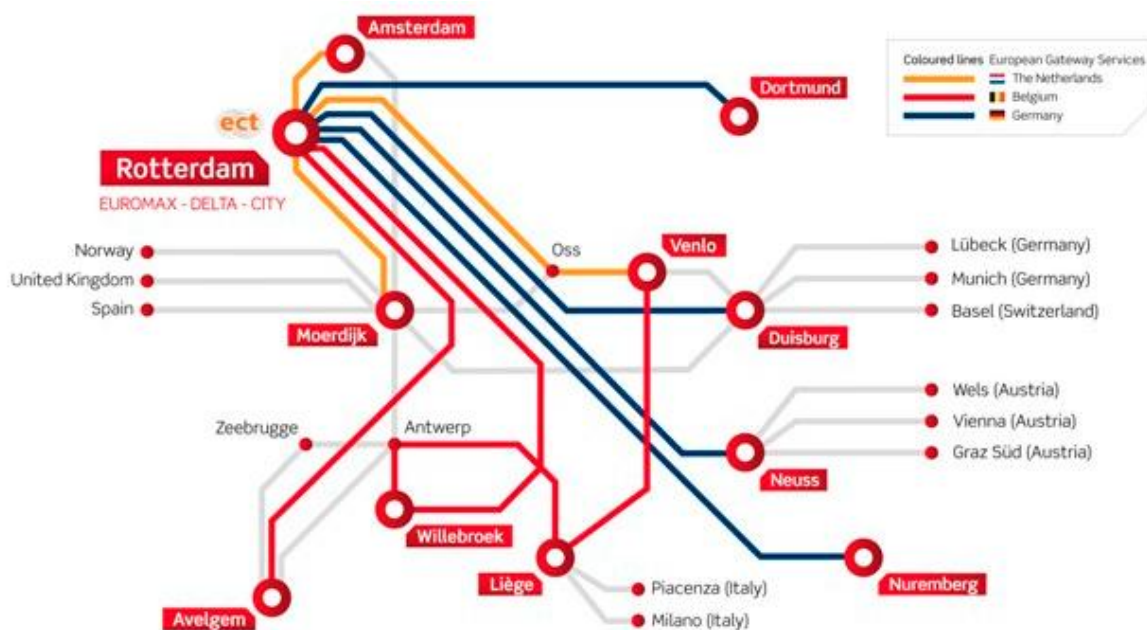 Amsterdam
Coloured lines European Gateway Services
The Netherlands
Belgium
Germany
Dortmund
ect
Rotterdam
EUROMAX - DELTA - CITY
Norway
United Kingdom
Spain
Moerdijk
Oss
Venlo
Duisburg
Lübeck (Germany)
Munich (Germany)
Basel (Switzerland)
Zeebrugge
Antwerp
Neuss
Wels (Austria)
Vienna (Austria)
Graz Süd (Austria)
Willebroek
Liège
Nuremberg
Avelgem
Piacenza (Italy)
Milano (Italy)